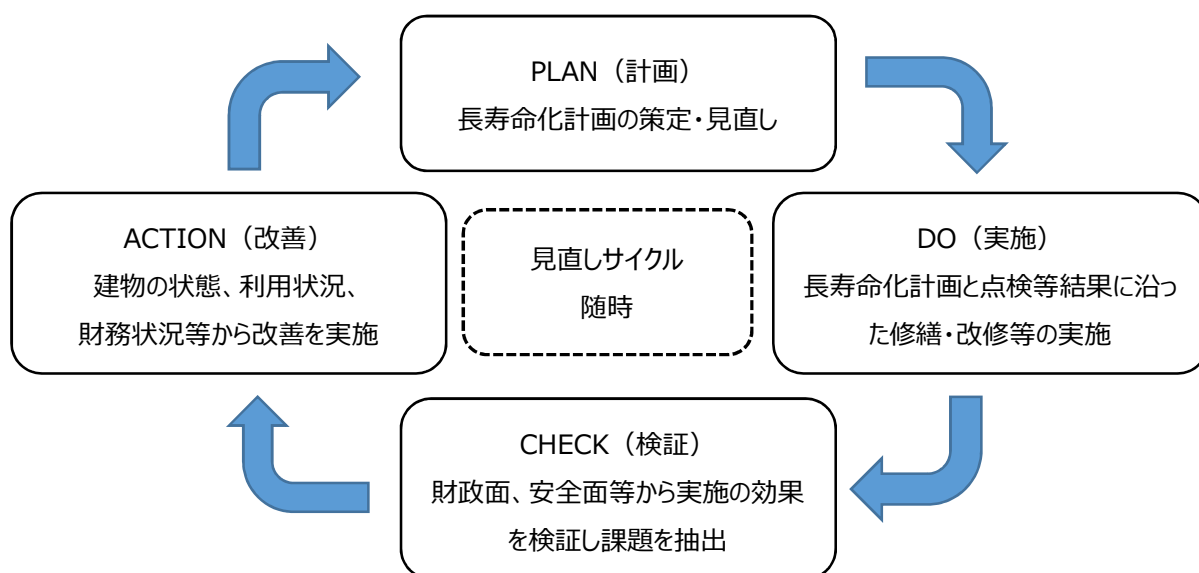 PLAN（計画）
長寿命化計画の策定・見直し
ACTION（改善）
建物の状態、利用状況、
財務状況等から改善を実施
見直しサイクル
随時
DO（実施）
長寿命化計画と点検等結果に沿っ
た修繕・改修等の実施
CHECK（検証）
財政面、安全面等から実施の効果
を検証し課題を抽出